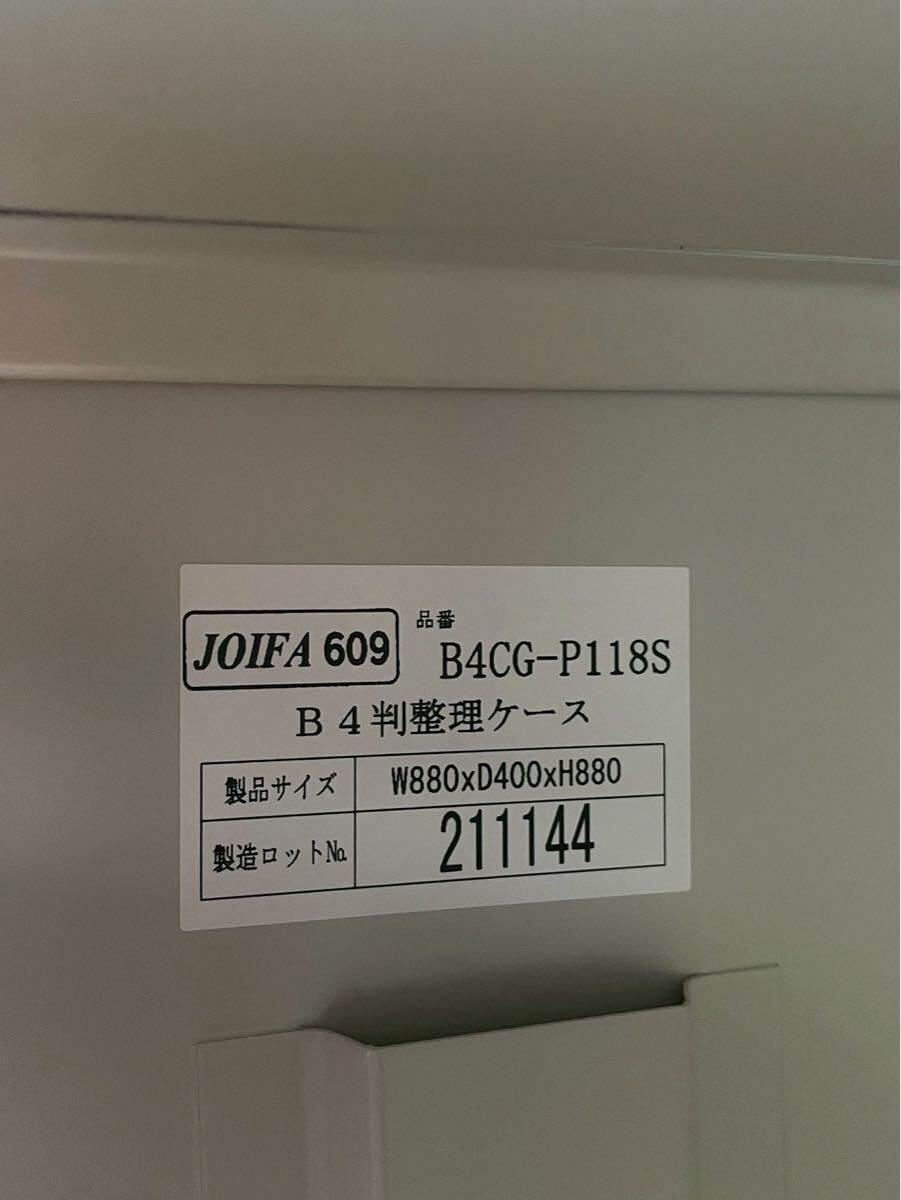 JOIFA 609
品番
B4CG-P118S
B4判整理ケース
製品サイズ W880xD400xH880
製造ロット№ 211144